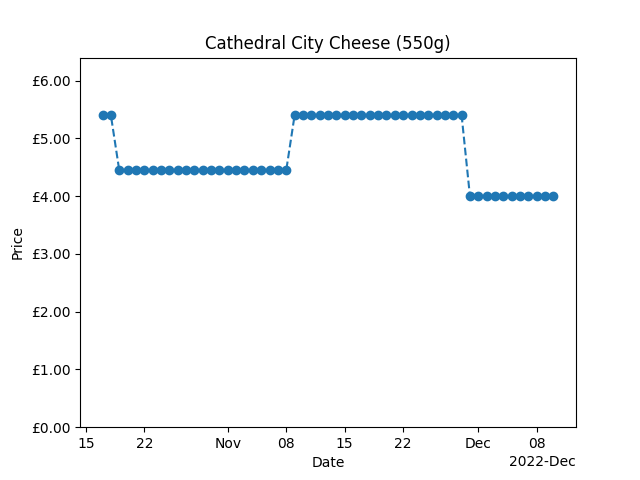 Cathedral City Cheese (550g)
£6.00
£5.00
£4.00
£3.00
£2.00
£1.00
£0.00
Price
15 22 Nov 08 15 22 Dec 08
Date
2022-Dec